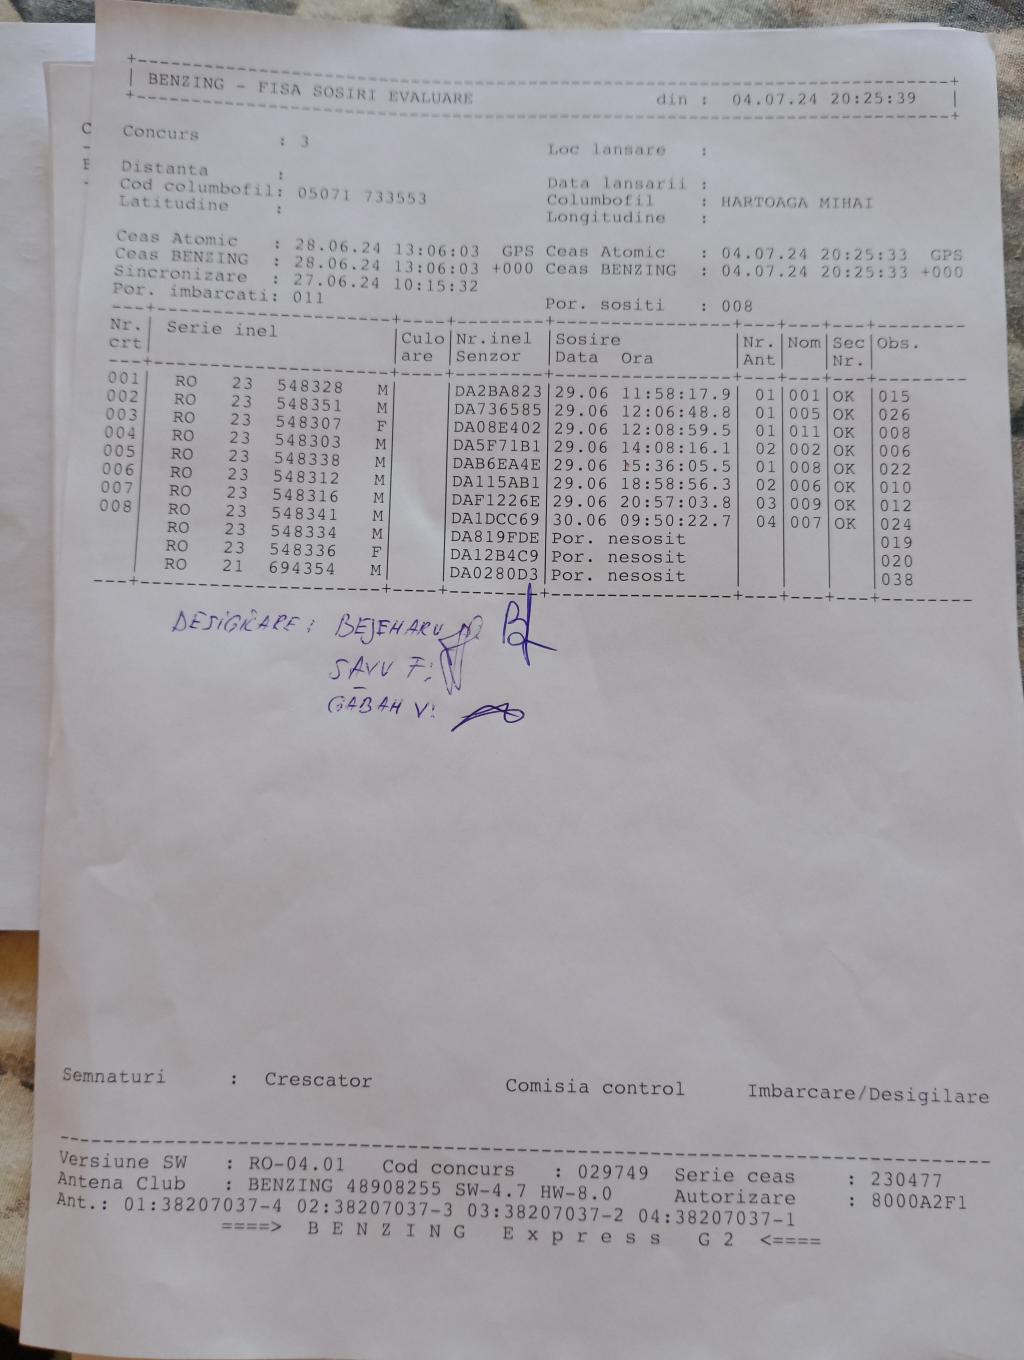 BENZING - FISA SOSIRI EVALUARE din : 04.07.24 20:25:39
Concurs : 3 Loc lansare :
Distanta : Data lansarii :
Cod columbofil: 05071 733553 Columbofil : HARTOAGA MIHAI
Latitudine : Longitudine :
Ceas Atomic : 28.06.24 13:06:03 GPS Ceas Atomic : 04.07.24 20:25:33 GPS
Ceas BENZING : 28.06.24 13:06:03 +000 Ceas BENZING : 04.07.24 20:25:33 +000
Sincronizare : 27.06.24 10:15:32
Por. imbarcati: 011 Por. sositi : 008
Nr. Serie inel Culo Nr.inel Sosire Nr. Nom Sec Obs.
crt are Senzor Data Ora Ant Nr.
001 RO 23 548328 M DA2BA823 29.06 11:58:17.9 01 001 OK 015
002 RO 23 548351 M DA736585 29.06 12:06:48.8 01 005 OK 026
003 RO 23 548307 F DA08E402 29.06 12:08:59.5 01 011 OK 008
004 RO 23 548303 M DA5F71B1 29.06 14:08:16.1 02 002 OK 006
005 RO 23 548338 M DAB6EA4E 29.06 15:36:05.5 01 008 OK 022
006 RO 23 548312 M DA115AB1 29.06 18:58:56.3 02 006 OK 010
007 RO 23 548316 M DAF1226E 29.06 20:57:03.8 03 009 OK 012
008 RO 23 548341 M DA1DCC69 30.06 09:50:22.7 04 007 OK 024
RO 23 548334 M DA819FDE Por. nesosit 019
RO 23 548336 F DA12B4C9 Por. nesosit 020
RO 21 694354 M DA0280D3 Por. nesosit 038
DESIGILARE: BEJEHARU
SAVU F;
GABAH V:
Semnaturi : Crescator Comisia control Imbarcare/Desigilare
Versiune SW : RO-04.01 Cod concurs : 029749 Serie ceas : 230477
Antena Club : BENZING 48908255 SW-4.7 HW-8.0 Autorizare : 8000A2F1
Ant.: 01:38207037-4 02:38207037-3 03:38207037-2 04:38207037-1
====> B E N Z I N G E x p r e s s G 2 <====